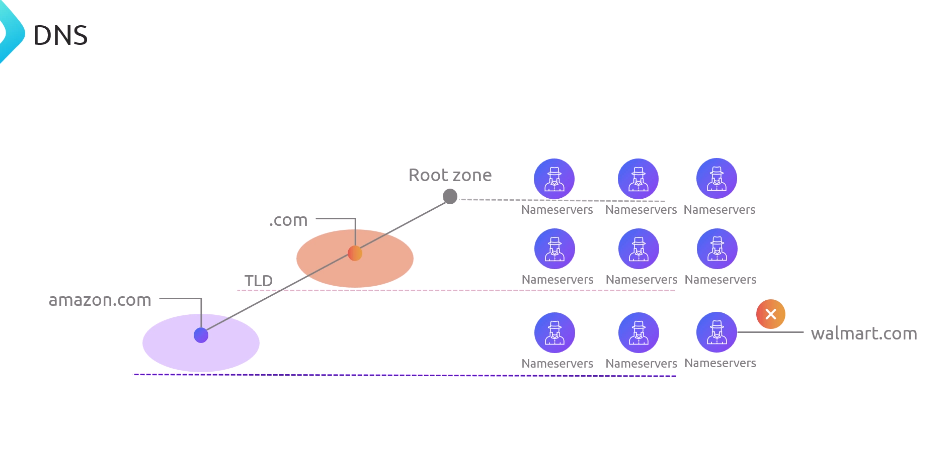 DNS
Root zone
Nameservers Nameservers Nameservers
.com
TLD
Nameservers Nameservers Nameservers
amazon.com
walmart.com
Nameservers Nameservers Nameservers